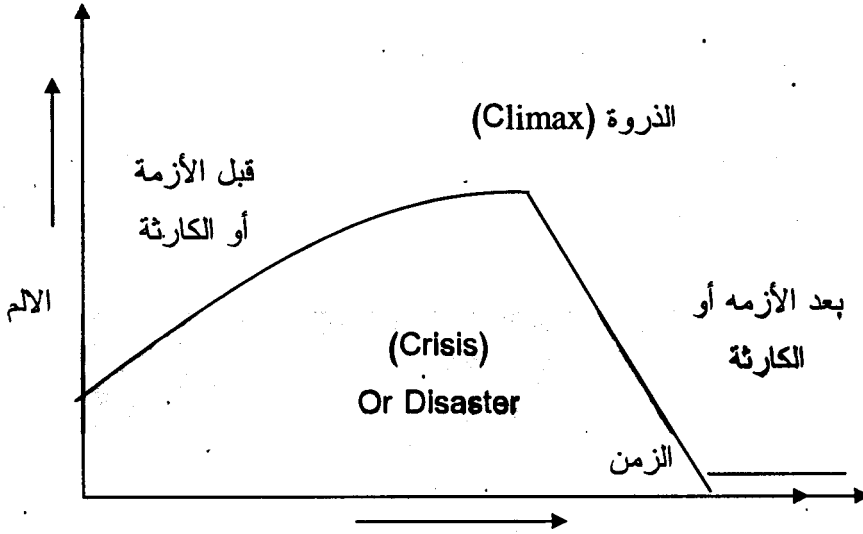 الذروة (Climax)
قبل الأزمة
أو الكارثة
الالم
بعد الأزمه أو
الكارثة
(Crisis)
Or Disaster
الزمن